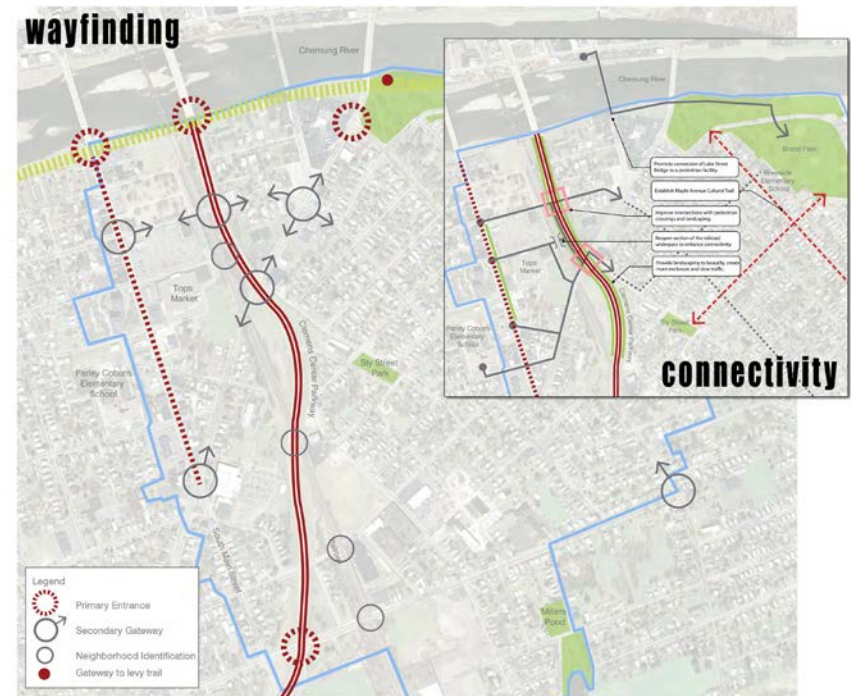 wayfinding
Chemung River
Tops
Market
Parley Coburn
Elementary
School
Clemens Center Parkway
Sly Street
Park
South Main Street
Millers
Pond
Legend
Primary Entrance
Secondary Gateway
Neighborhood Identification
Gateway to levy trail
Chemung River
Brand Park
Riverside
Elementary
School
Promote conversion of Lake Street
Bridge to a pedestrian facility.
Establish Maple Avenue Cultural Trail
Improve intersections with pedestrian
crossings and landscaping.
Reopen section of the railroad
underpass to enhance connectivity.
Provide landscaping to beautify, create
more enclosure and slow traffic.
Tops
Market
Parley Coburn
Elementary
School
Clemens Center Parkway
Sly Street
Park
connectivity